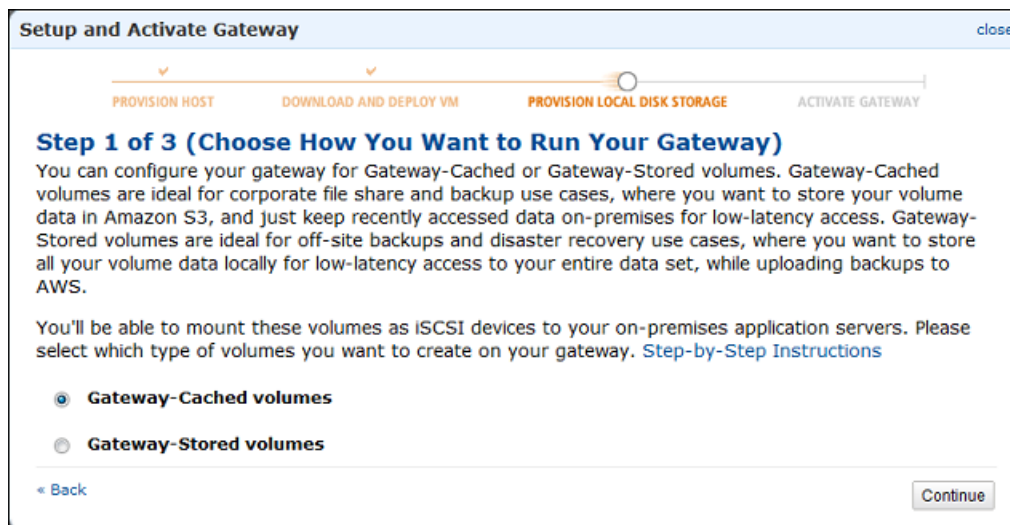 Setup and Activate Gateway
close
PROVISION HOST
DOWNLOAD AND DEPLOY VM
PROVISION LOCAL DISK STORAGE
ACTIVATE GATEWAY
Step 1 of 3 (Choose How You Want to Run Your Gateway)
You can configure your gateway for Gateway-Cached or Gateway-Stored volumes. Gateway-Cached
volumes are ideal for corporate file share and backup use cases, where you want to store your volume
data in Amazon S3, and just keep recently accessed data on-premises for low-latency access. Gateway-
Stored volumes are ideal for off-site backups and disaster recovery use cases, where you want to store
all your volume data locally for low-latency access to your entire data set, while uploading backups to
AWS.
You'll be able to mount these volumes as iSCSI devices to your on-premises application servers. Please
select which type of volumes you want to create on your gateway. Step-by-Step Instructions
Gateway-Cached volumes
Gateway-Stored volumes
« Back
Continue